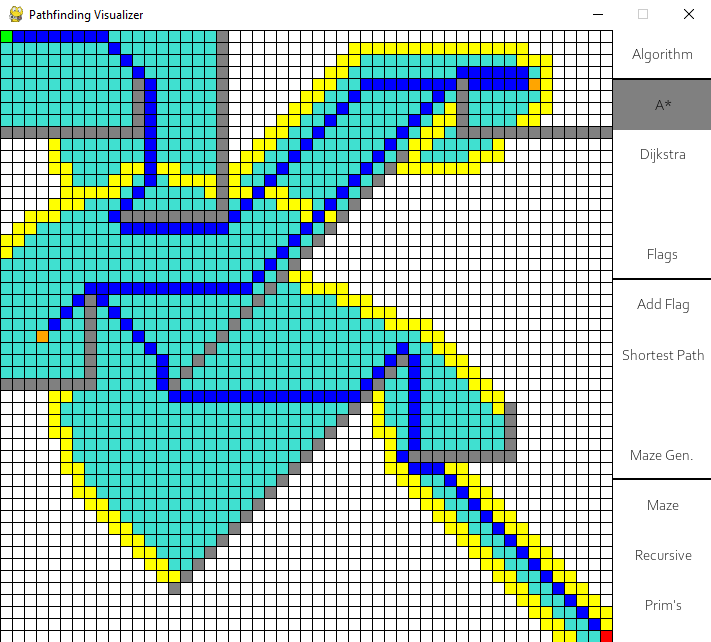 Pathfinding Visualizer
Algorithm
A*
Dijkstra
Flags
Add Flag
Shortest Path
Maze Gen.
Maze
Recursive
Prim's